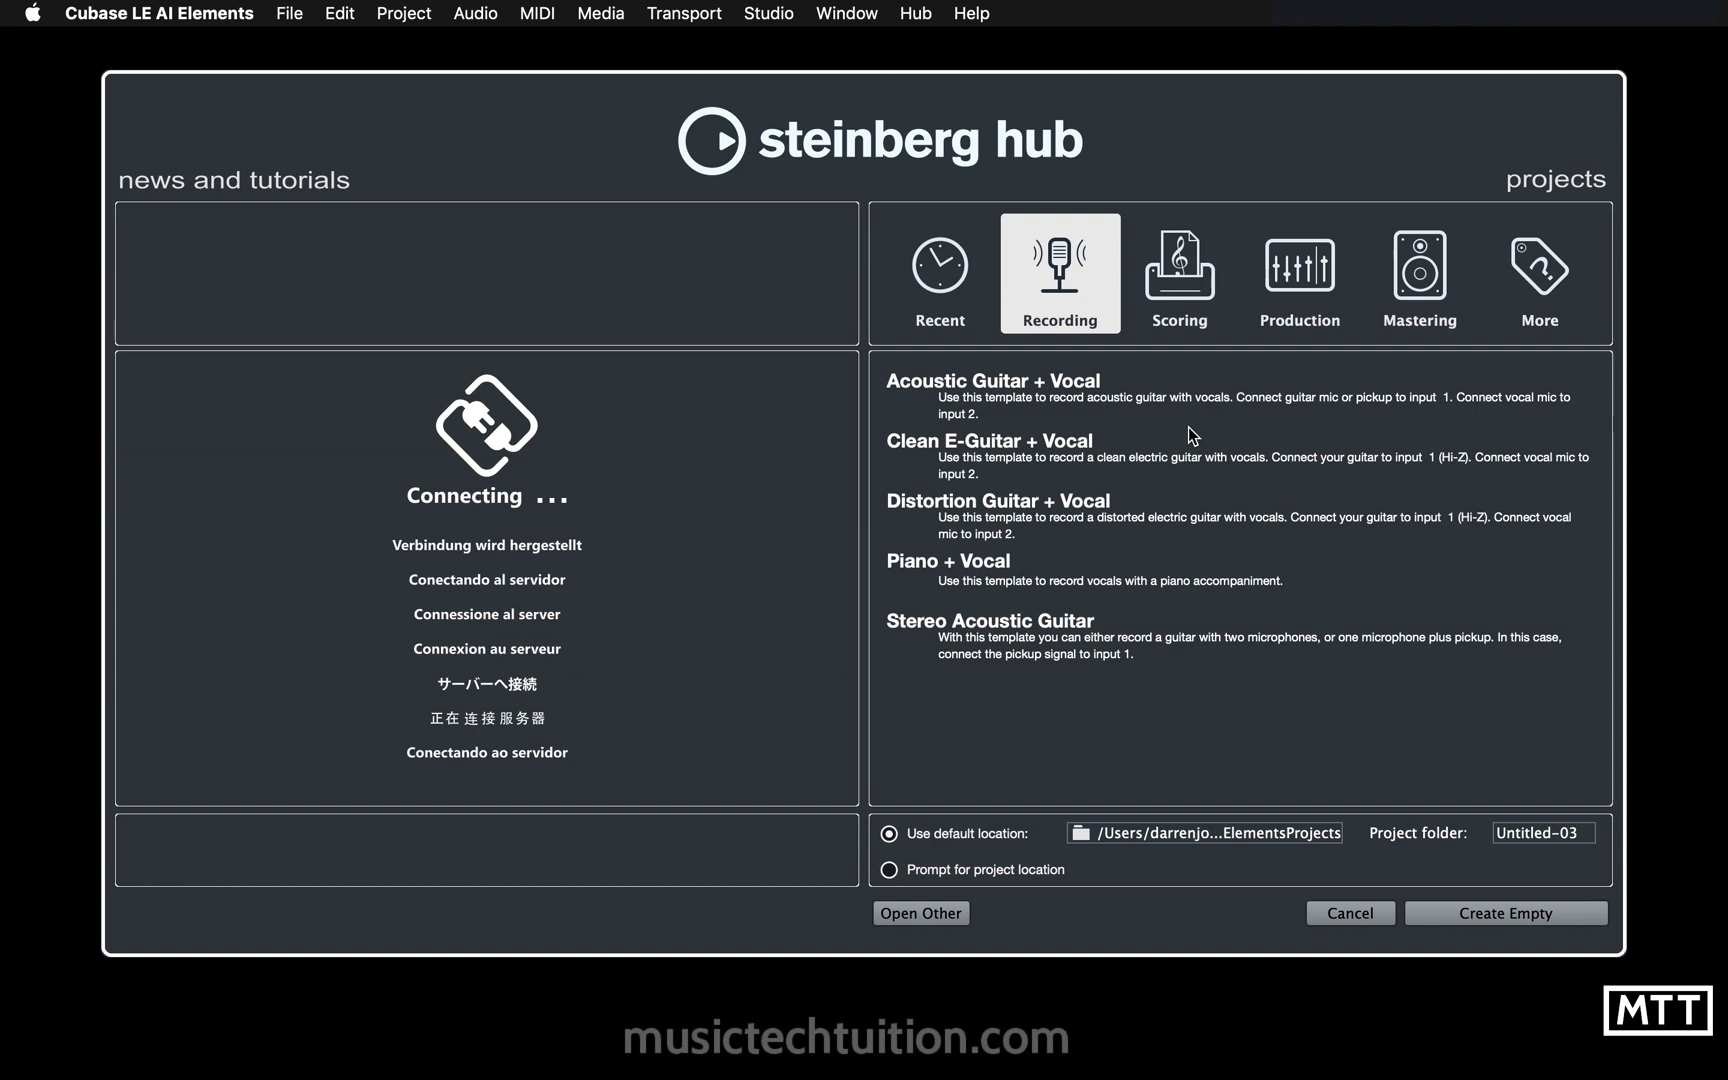 Cubase LE AI Elements File Edit Project Audio MIDI Media Transport Studio Window Hub Help
steinberg hub
news and tutorials
projects
Recent Recording Scoring Production Mastering More
Connecting ...
Verbindung wird hergestellt
Conectando al servidor
Connessione al server
Connexion au serveur
サーバーへ接続
正在 连接 服务器
Conectando ao servidor
Acoustic Guitar + Vocal
Use this template to record acoustic guitar with vocals. Connect guitar mic or pickup to input 1. Connect vocal mic to
input 2.
Clean E-Guitar + Vocal
Use this template to record a clean electric guitar with vocals. Connect your guitar to input 1 (Hi-Z). Connect vocal mic to
input 2.
Distortion Guitar + Vocal
Use this template to record a distorted electric guitar with vocals. Connect your guitar to input 1 (Hi-Z). Connect vocal
mic to input 2.
Piano + Vocal
Use this template to record vocals with a piano accompaniment.
Stereo Acoustic Guitar
With this template you can either record a guitar with two microphones, or one microphone plus pickup. In this case,
connect the pickup signal to input 1.
Use default location: /Users/darrenjo...ElementsProjects Project folder: Untitled-03
Prompt for project location
Open Other Cancel Create Empty
MTT
musictechtuition.com